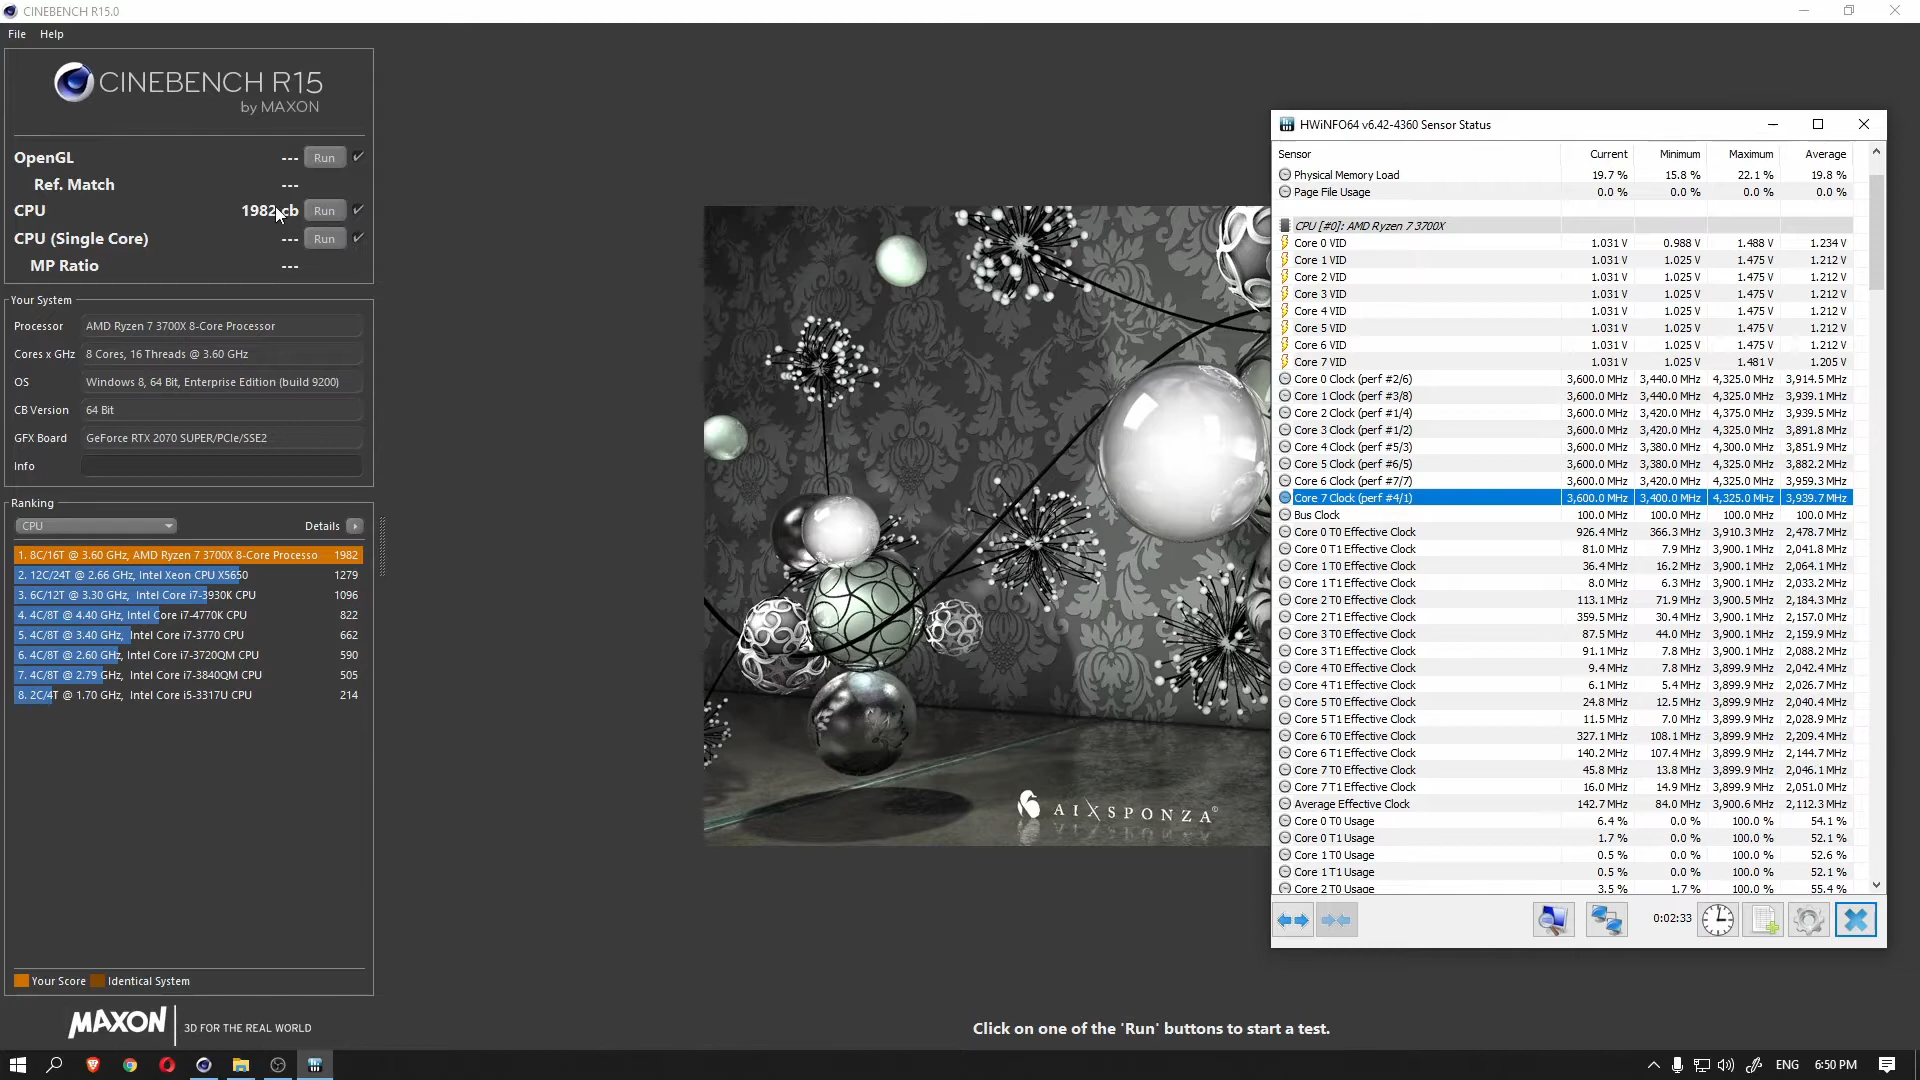 CINEBENCH R15.0
File Help
CINEBENCH R15
by MAXON
OpenGL --- Run
Ref. Match ---
CPU 1982 cb Run
CPU (Single Core) --- Run
MP Ratio ---
Your System
Processor AMD Ryzen 7 3700X 8-Core Processor
Cores x GHz 8 Cores, 16 Threads @ 3.60 GHz
OS Windows 8, 64 Bit, Enterprise Edition (build 9200)
CB Version 64 Bit
GFX Board GeForce RTX 2070 SUPER/PCIe/SSE2
Info
Ranking
CPU Details
1. 8C/16T @ 3.60 GHz, AMD Ryzen 7 3700X 8-Core Processo 1982
2. 12C/24T @ 2.66 GHz, Intel Xeon CPU X5650 1279
3. 6C/12T @ 3.30 GHz, Intel Core i7-3930K CPU 1096
4. 4C/8T @ 4.40 GHz, Intel Core i7-4770K CPU 822
5. 4C/8T @ 3.40 GHz, Intel Core i7-3770 CPU 662
6. 4C/8T @ 2.60 GHz, Intel Core i7-3720QM CPU 590
7. 4C/8T @ 2.79 GHz, Intel Core i7-3840QM CPU 505
8. 2C/4T @ 1.70 GHz, Intel Core i5-3317U CPU 214
Your Score Identical System
MAXON 3D FOR THE REAL WORLD
AIXSPONZA®
Click on one of the 'Run' buttons to start a test.
HWiNFO64 v6.42-4360 Sensor Status
Sensor Current Minimum Maximum Average
Physical Memory Load 19.7 % 15.8 % 22.1 % 19.8 %
Page File Usage 0.0 % 0.0 % 0.0 % 0.0 %
CPU [#0]: AMD Ryzen 7 3700X
Core 0 VID 1.031 V 0.988 V 1.488 V 1.234 V
Core 1 VID 1.031 V 1.025 V 1.475 V 1.212 V
Core 2 VID 1.031 V 1.025 V 1.475 V 1.212 V
Core 3 VID 1.031 V 1.025 V 1.475 V 1.212 V
Core 4 VID 1.031 V 1.025 V 1.475 V 1.212 V
Core 5 VID 1.031 V 1.025 V 1.475 V 1.212 V
Core 6 VID 1.031 V 1.025 V 1.475 V 1.212 V
Core 7 VID 1.031 V 1.025 V 1.481 V 1.205 V
Core 0 Clock (perf #2/6) 3,600.0 MHz 3,440.0 MHz 4,325.0 MHz 3,914.5 MHz
Core 1 Clock (perf #3/8) 3,600.0 MHz 3,440.0 MHz 4,325.0 MHz 3,939.1 MHz
Core 2 Clock (perf #1/4) 3,600.0 MHz 3,420.0 MHz 4,375.0 MHz 3,939.5 MHz
Core 3 Clock (perf #1/2) 3,600.0 MHz 3,420.0 MHz 4,325.0 MHz 3,891.8 MHz
Core 4 Clock (perf #5/3) 3,600.0 MHz 3,380.0 MHz 4,300.0 MHz 3,851.9 MHz
Core 5 Clock (perf #6/5) 3,600.0 MHz 3,380.0 MHz 4,325.0 MHz 3,882.2 MHz
Core 6 Clock (perf #7/7) 3,600.0 MHz 3,420.0 MHz 4,325.0 MHz 3,959.3 MHz
Core 7 Clock (perf #4/1) 3,600.0 MHz 3,400.0 MHz 4,325.0 MHz 3,939.7 MHz
Bus Clock 100.0 MHz 100.0 MHz 100.0 MHz 100.0 MHz
Core 0 T0 Effective Clock 926.4 MHz 366.3 MHz 3,910.3 MHz 2,478.7 MHz
Core 0 T1 Effective Clock 81.0 MHz 7.9 MHz 3,900.1 MHz 2,041.8 MHz
Core 1 T0 Effective Clock 36.4 MHz 16.2 MHz 3,900.1 MHz 2,064.1 MHz
Core 1 T1 Effective Clock 8.0 MHz 6.3 MHz 3,900.1 MHz 2,033.2 MHz
Core 2 T0 Effective Clock 113.1 MHz 71.9 MHz 3,900.5 MHz 2,184.3 MHz
Core 2 T1 Effective Clock 359.5 MHz 30.4 MHz 3,900.1 MHz 2,157.0 MHz
Core 3 T0 Effective Clock 87.5 MHz 44.0 MHz 3,900.1 MHz 2,159.9 MHz
Core 3 T1 Effective Clock 91.1 MHz 7.8 MHz 3,900.1 MHz 2,088.2 MHz
Core 4 T0 Effective Clock 9.4 MHz 7.8 MHz 3,899.9 MHz 2,042.4 MHz
Core 4 T1 Effective Clock 6.1 MHz 5.4 MHz 3,899.9 MHz 2,026.7 MHz
Core 5 T0 Effective Clock 24.8 MHz 12.5 MHz 3,899.9 MHz 2,040.4 MHz
Core 5 T1 Effective Clock 11.5 MHz 7.0 MHz 3,899.9 MHz 2,028.9 MHz
Core 6 T0 Effective Clock 327.1 MHz 108.1 MHz 3,899.9 MHz 2,209.4 MHz
Core 6 T1 Effective Clock 140.2 MHz 107.4 MHz 3,899.9 MHz 2,144.7 MHz
Core 7 T0 Effective Clock 45.8 MHz 13.8 MHz 3,899.9 MHz 2,046.1 MHz
Core 7 T1 Effective Clock 16.0 MHz 14.9 MHz 3,899.9 MHz 2,051.0 MHz
Average Effective Clock 142.7 MHz 84.0 MHz 3,900.6 MHz 2,112.3 MHz
Core 0 T0 Usage 6.4 % 0.0 % 100.0 % 54.1 %
Core 0 T1 Usage 1.7 % 0.0 % 100.0 % 52.1 %
Core 1 T0 Usage 0.5 % 0.0 % 100.0 % 52.6 %
Core 1 T1 Usage 0.5 % 0.0 % 100.0 % 52.1 %
Core 2 T0 Usage 3.5 % 1.7 % 100.0 % 55.4 %
0:02:33
ENG 6:50 PM